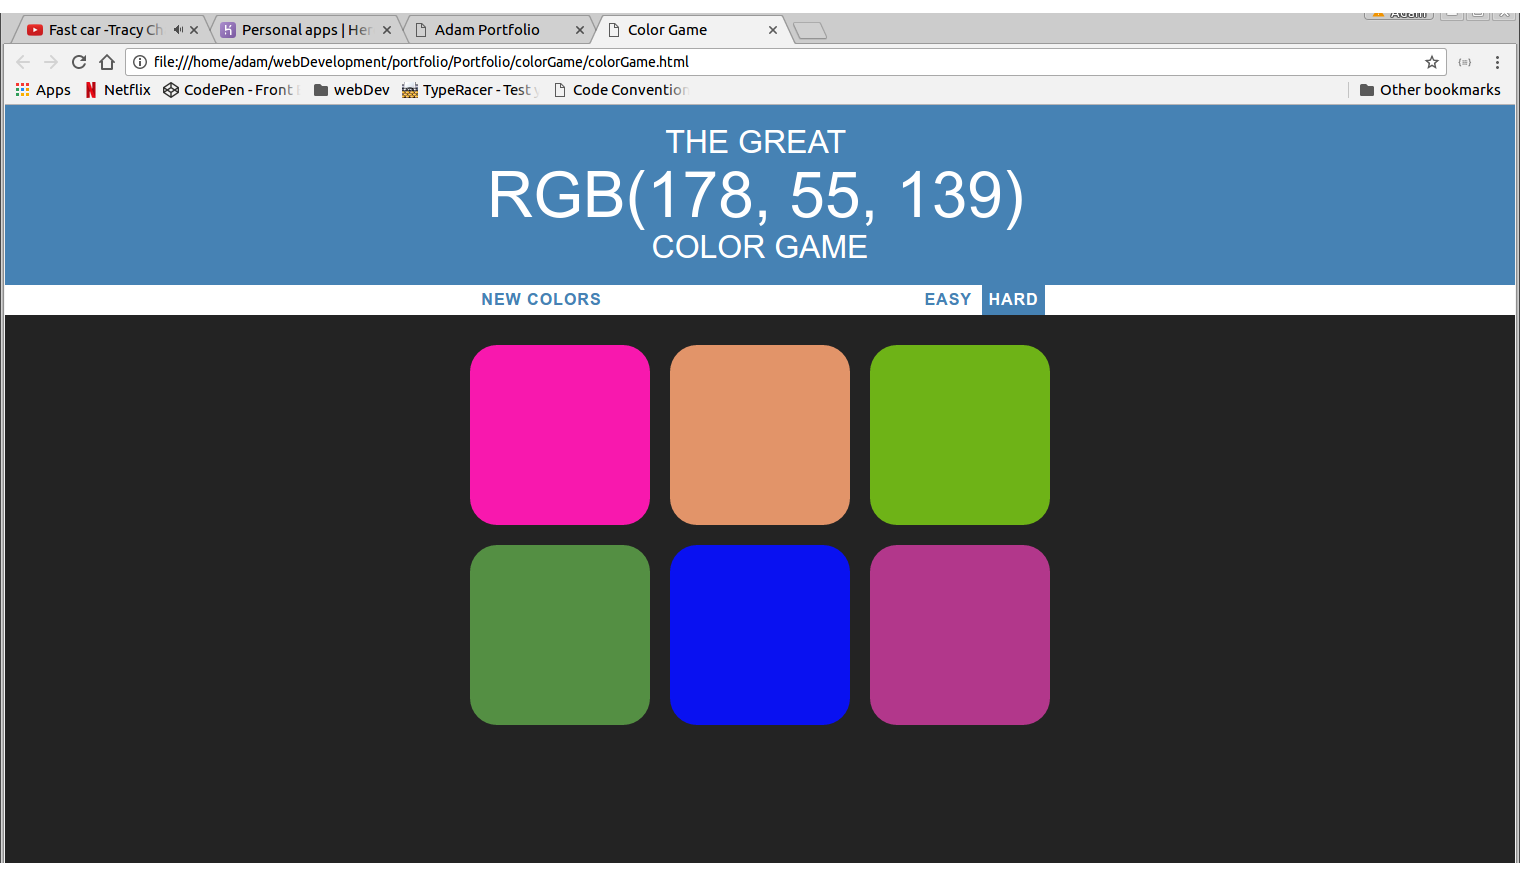 Fast car -Tracy Ch
Personal apps | Her
Adam Portfolio
Color Game
Adam
file:///home/adam/webDevelopment/portfolio/Portfolio/colorGame/colorGame.html
Apps Netflix CodePen - Front webDev TypeRacer - Test y Code Convention Other bookmarks
THE GREAT
RGB(178, 55, 139)
COLOR GAME
NEW COLORS EASY HARD